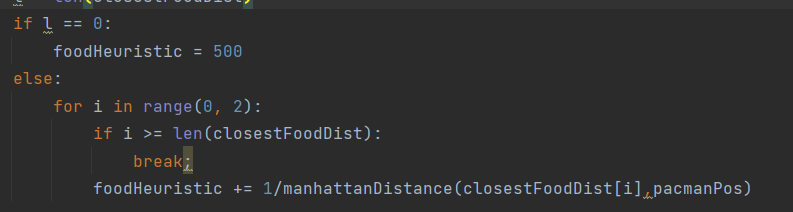 l = len(closestFoodDist)
if l == 0:
    foodHeuristic = 500
else:
    for i in range(0, 2):
        if i >= len(closestFoodDist):
            break;
        foodHeuristic += 1/manhattanDistance(closestFoodDist[i],pacmanPos)